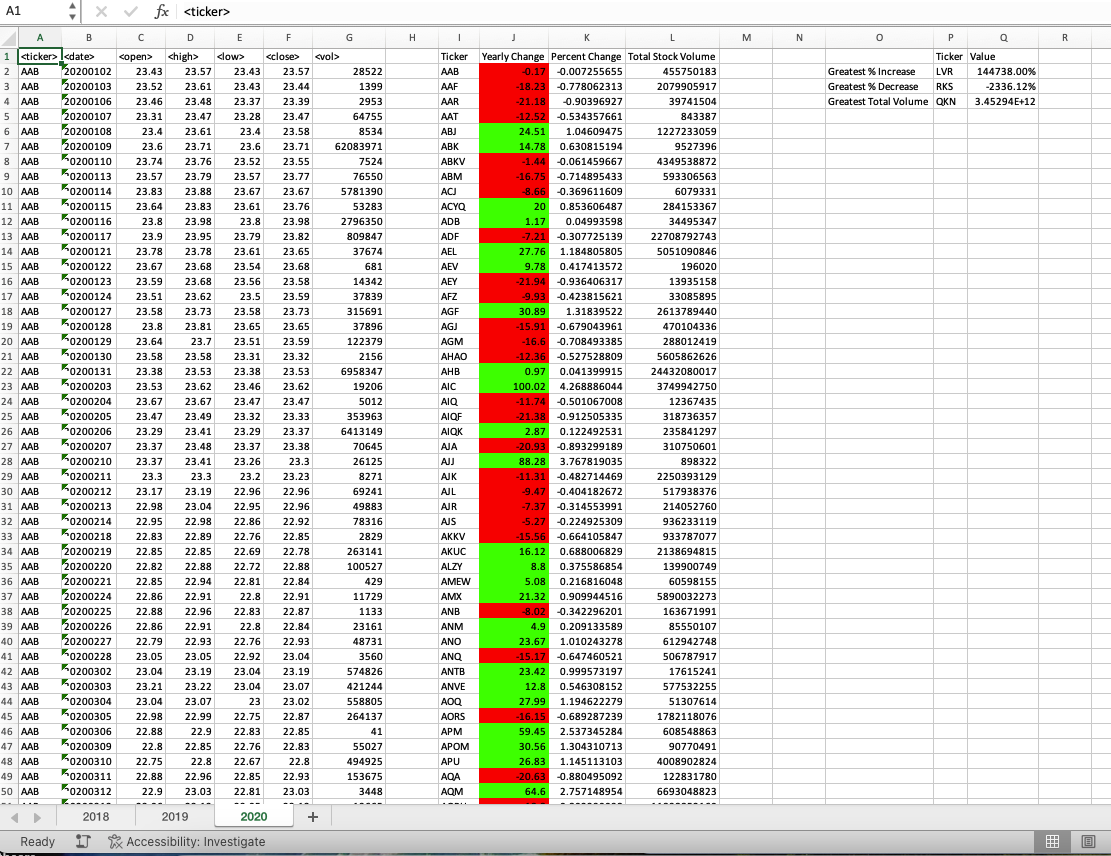 A1 fx <ticker>
A B C D E F G H I J K L M N O P Q R
1 <ticker> <date> <open> <high> <low> <close> <vol> Ticker Yearly Change Percent Change Total Stock Volume Ticker Value
2 AAB 20200102 23.43 23.57 23.43 23.57 28522 AAB -0.17 -0.007255655 455750183 Greatest % Increase LVR 144738.00%
3 AAB 20200103 23.52 23.61 23.43 23.44 1399 AAF -18.23 -0.778062313 2079905917 Greatest % Decrease RKS -2336.12%
4 AAB 20200106 23.46 23.48 23.37 23.39 2953 AAR -21.18 -0.90396927 39741504 Greatest Total Volume QKN 3.45294E+12
5 AAB 20200107 23.31 23.47 23.28 23.47 64755 AAT -12.52 -0.534357661 843387
6 AAB 20200108 23.4 23.61 23.4 23.58 8534 ABJ 24.51 1.04609475 1227233059
7 AAB 20200109 23.6 23.71 23.6 23.71 62083971 ABK 14.78 0.630815194 9527396
8 AAB 20200110 23.74 23.76 23.52 23.55 7524 ABKV -1.44 -0.061459667 4349538872
9 AAB 20200113 23.57 23.79 23.57 23.77 76550 ABM -16.75 -0.714895433 593306563
10 AAB 20200114 23.83 23.88 23.67 23.67 5781390 ACJ -8.66 -0.369611609 6079331
11 AAB 20200115 23.64 23.83 23.61 23.76 53283 ACYQ 20 0.853606487 284153367
12 AAB 20200116 23.8 23.98 23.8 23.98 2796350 ADB 1.17 0.04993598 34495347
13 AAB 20200117 23.9 23.95 23.79 23.82 809847 ADF -7.21 -0.307725139 22708792743
14 AAB 20200121 23.78 23.78 23.61 23.65 37674 AEL 27.76 1.184805805 5051090846
15 AAB 20200122 23.67 23.68 23.54 23.68 681 AEV 9.78 0.417413572 196020
16 AAB 20200123 23.59 23.68 23.56 23.58 14342 AEY -21.94 -0.936406317 13935158
17 AAB 20200124 23.51 23.62 23.5 23.59 37839 AFZ -9.93 -0.423815621 33085895
18 AAB 20200127 23.58 23.73 23.58 23.73 315691 AGF 30.89 1.31839522 2613789440
19 AAB 20200128 23.8 23.81 23.65 23.65 37896 AGJ -15.91 -0.679043961 470104336
20 AAB 20200129 23.64 23.7 23.51 23.59 122379 AGM -16.6 -0.708493385 288012419
21 AAB 20200130 23.58 23.58 23.31 23.32 2156 AHAO -12.36 -0.527528809 5605862626
22 AAB 20200131 23.38 23.53 23.38 23.53 6958347 AHB 0.97 0.041399915 24432080017
23 AAB 20200203 23.53 23.62 23.46 23.62 19206 AIC 100.02 4.268886044 3749942750
24 AAB 20200204 23.67 23.67 23.47 23.47 5012 AIQ -11.74 -0.501067008 12367435
25 AAB 20200205 23.47 23.49 23.32 23.33 353963 AIQF -21.38 -0.912505335 318736357
26 AAB 20200206 23.29 23.41 23.29 23.37 6413149 AIQK 2.87 0.122492531 235841297
27 AAB 20200207 23.37 23.48 23.37 23.38 70645 AJA -20.93 -0.893299189 310750601
28 AAB 20200210 23.37 23.41 23.26 23.3 26125 AJJ 88.28 3.767819035 898322
29 AAB 20200211 23.3 23.3 23.2 23.23 8271 AJK -11.31 -0.482714469 2250393129
30 AAB 20200212 23.17 23.19 22.96 22.96 69241 AJL -9.47 -0.404182672 517938376
31 AAB 20200213 22.98 23.04 22.95 22.96 49883 AJR -7.37 -0.314553991 214052760
32 AAB 20200214 22.95 22.98 22.86 22.92 78316 AJS -5.27 -0.224925309 936233119
33 AAB 20200218 22.83 22.89 22.76 22.85 2829 AKKV -15.56 -0.664105847 933787077
34 AAB 20200219 22.85 22.85 22.69 22.78 263141 AKUC 16.12 0.688006829 2138694815
35 AAB 20200220 22.82 22.88 22.72 22.88 100527 ALZY 8.8 0.375586854 139900749
36 AAB 20200221 22.85 22.94 22.81 22.84 429 AMEW 5.08 0.216816048 60598155
37 AAB 20200224 22.86 22.91 22.8 22.91 11729 AMX 21.32 0.909944516 5890032273
38 AAB 20200225 22.88 22.96 22.83 22.87 1133 ANB -8.02 -0.342296201 163671991
39 AAB 20200226 22.86 22.91 22.8 22.84 23161 ANM 4.9 0.209133589 85550107
40 AAB 20200227 22.79 22.93 22.76 22.93 48731 ANO 23.67 1.010243278 612942748
41 AAB 20200228 23.05 23.05 22.92 23.04 3560 ANQ -15.17 -0.647460521 506787917
42 AAB 20200302 23.04 23.19 23.04 23.19 574826 ANTB 23.42 0.999573197 17615241
43 AAB 20200303 23.21 23.22 23.04 23.07 421244 ANVE 12.8 0.546308152 577532255
44 AAB 20200304 23.04 23.07 23 23.02 558805 AOQ 27.99 1.194622279 51307614
45 AAB 20200305 22.98 22.99 22.75 22.87 264137 AORS -16.15 -0.689287239 1782118076
46 AAB 20200306 22.88 22.9 22.83 22.85 41 APM 59.45 2.537345284 608548863
47 AAB 20200309 22.8 22.85 22.76 22.83 55027 APOM 30.56 1.304310713 90770491
48 AAB 20200310 22.75 22.8 22.67 22.8 494925 APU 26.83 1.145113103 4008902824
49 AAB 20200311 22.88 22.96 22.85 22.93 153675 AQA -20.63 -0.880495092 122831780
50 AAB 20200312 22.9 23.03 22.81 23.03 3448 AQM 64.6 2.757148954 6693048823
2018 2019 2020 +
Ready Accessibility: Investigate